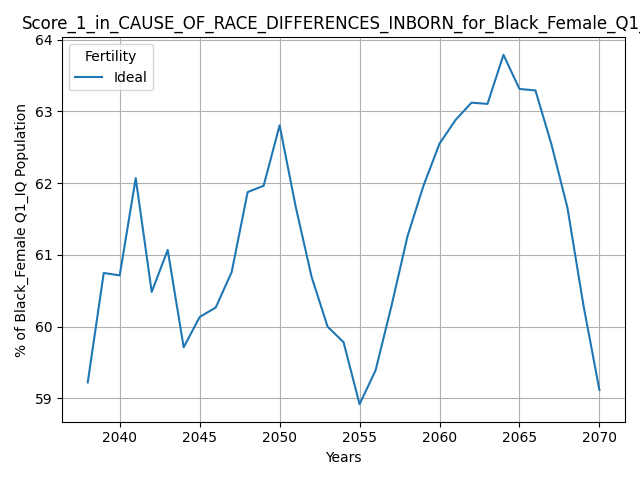 Score_1_in_CAUSE_OF_RACE_DIFFERENCES_INBORN_for_Black_Female_Q1_
64
63
62
61
60
59
% of Black_Female Q1_IQ Population
Fertility
Ideal
2040 2045 2050 2055 2060 2065 2070
Years